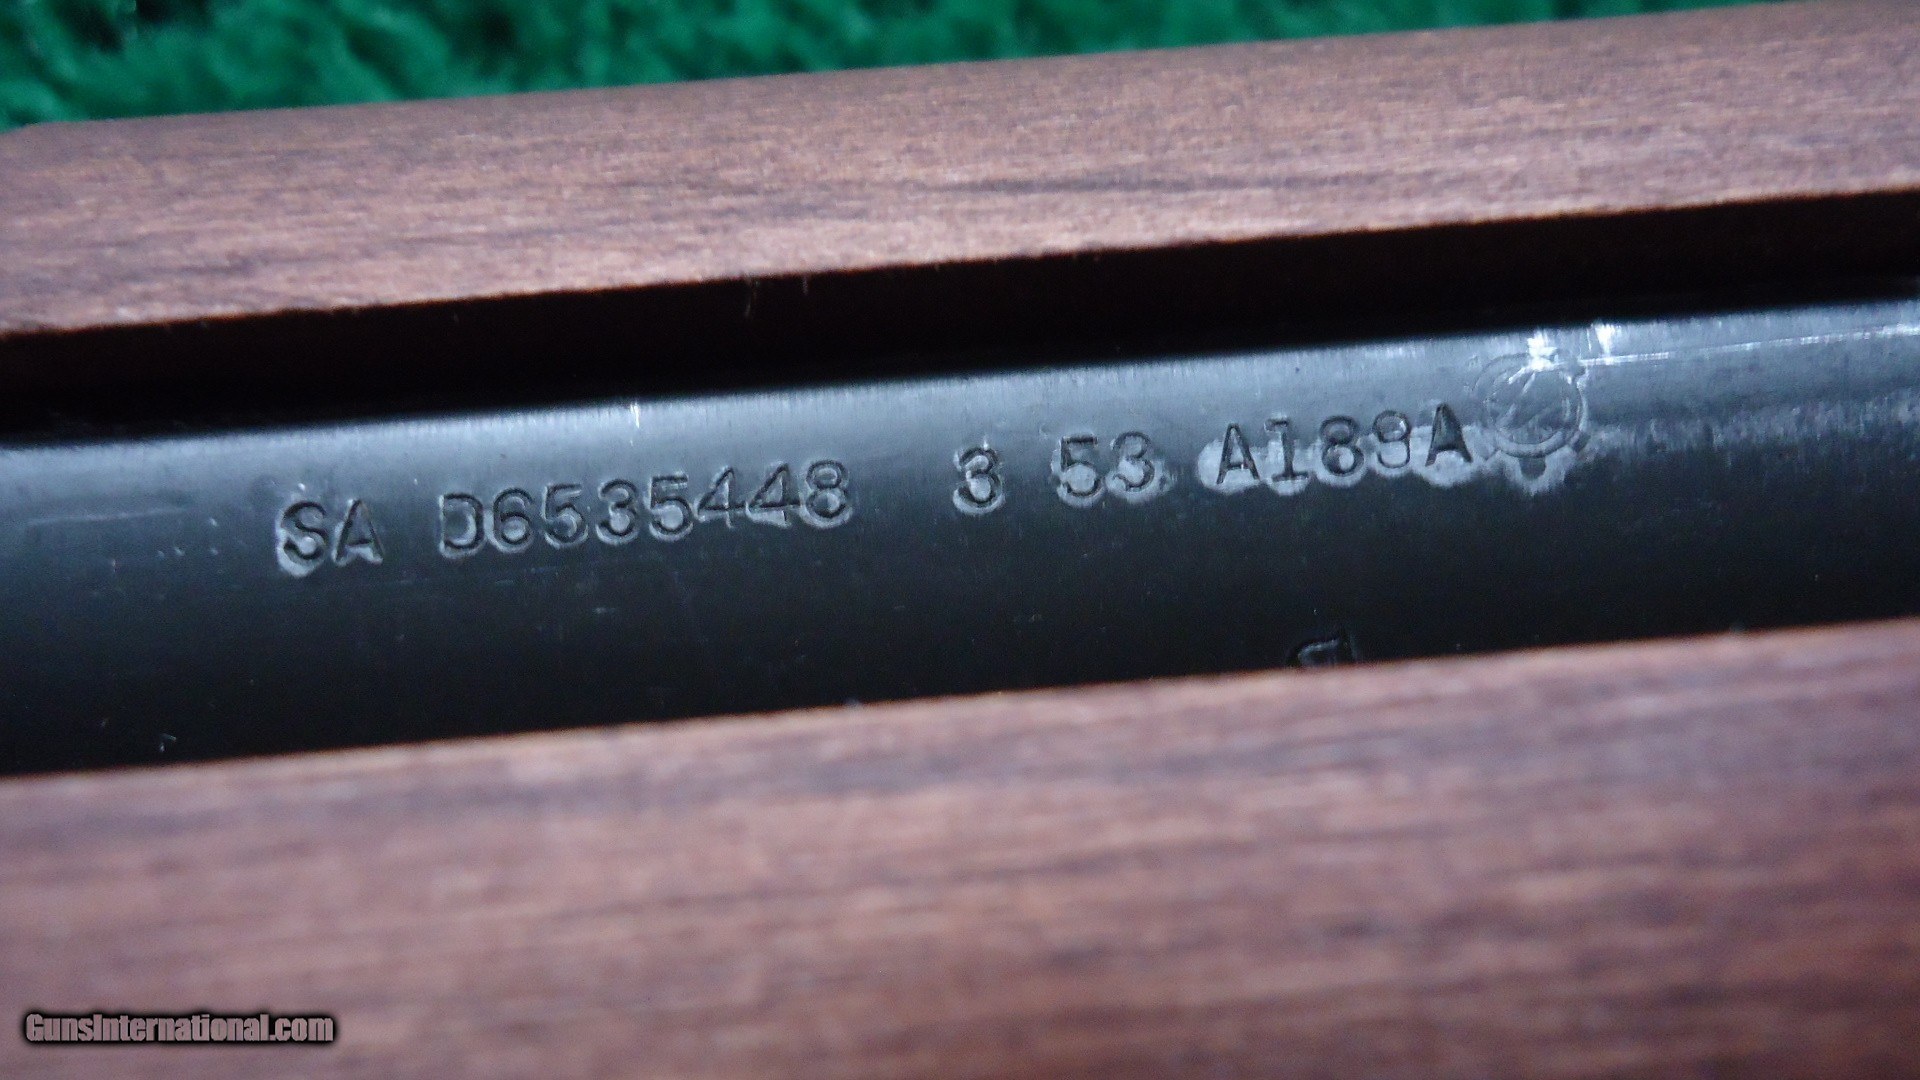 SA D6535448 3 53 A189A
GunsInternational.com